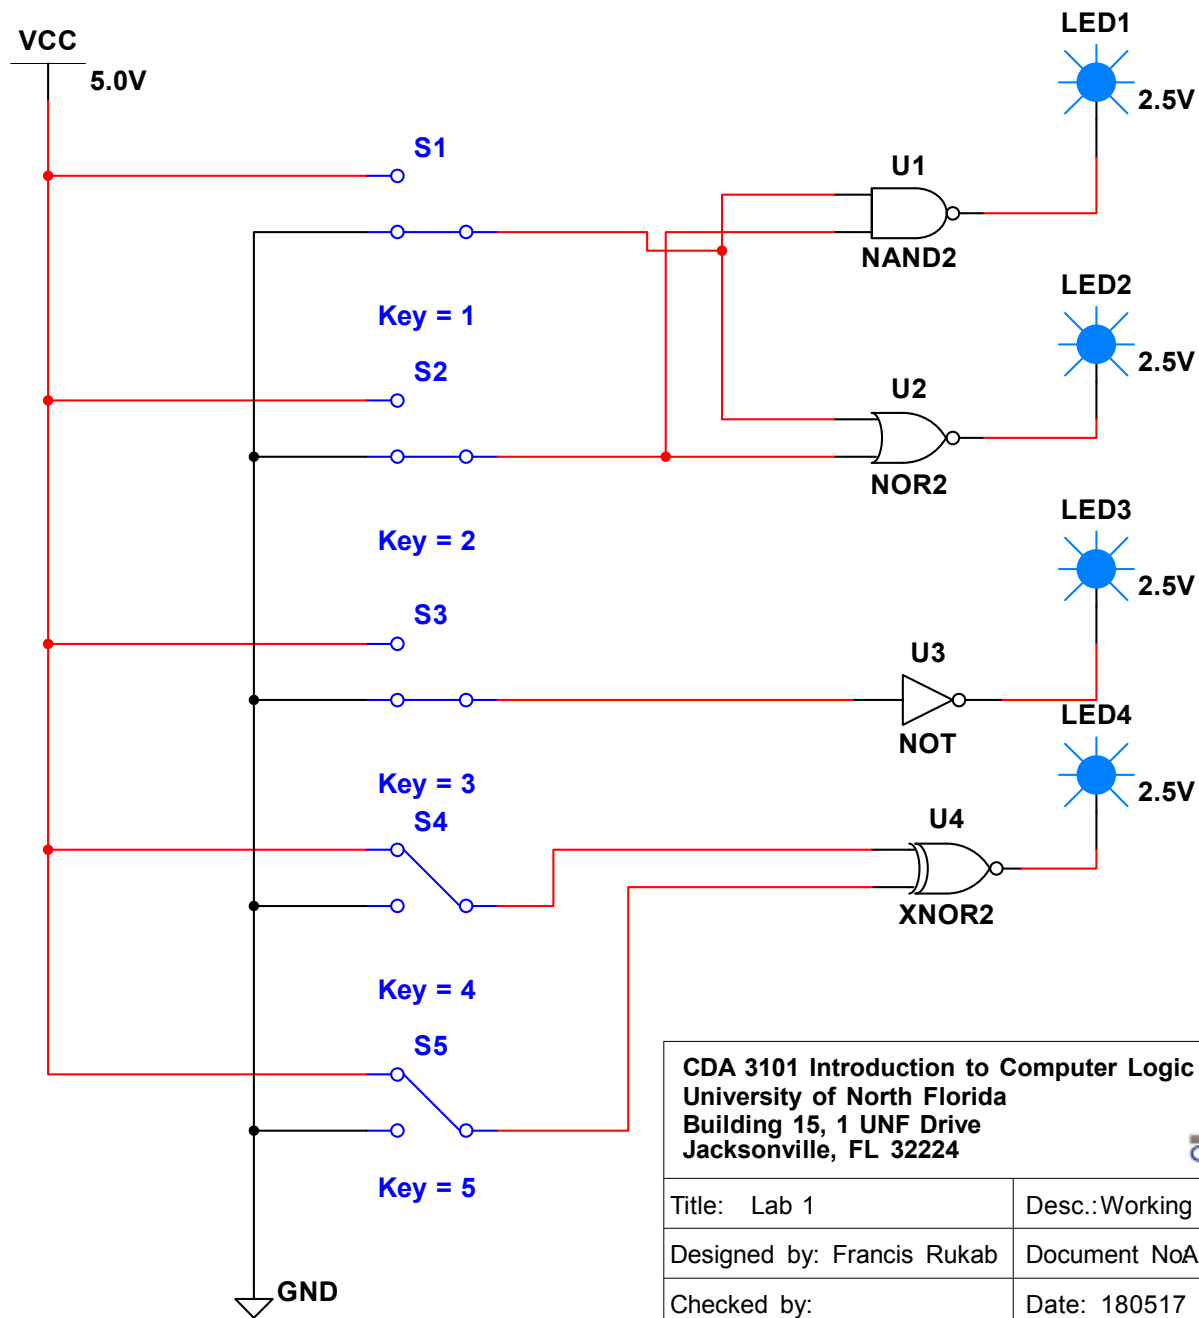 VCC
5.0V
LED1
2.5V
S1
U1
NAND2
Key = 1
LED2
2.5V
S2
U2
NOR2
Key = 2
LED3
2.5V
S3
U3
NOT
Key = 3
LED4
2.5V
S4
U4
XNOR2
Key = 4
S5
Key = 5
GND
CDA 3101 Introduction to Computer Logic
University of North Florida
Building 15, 1 UNF Drive
Jacksonville, FL 32224
Title: Lab 1
Desc.: Working
Designed by: Francis Rukab
Document No A
Checked by:
Date: 180517